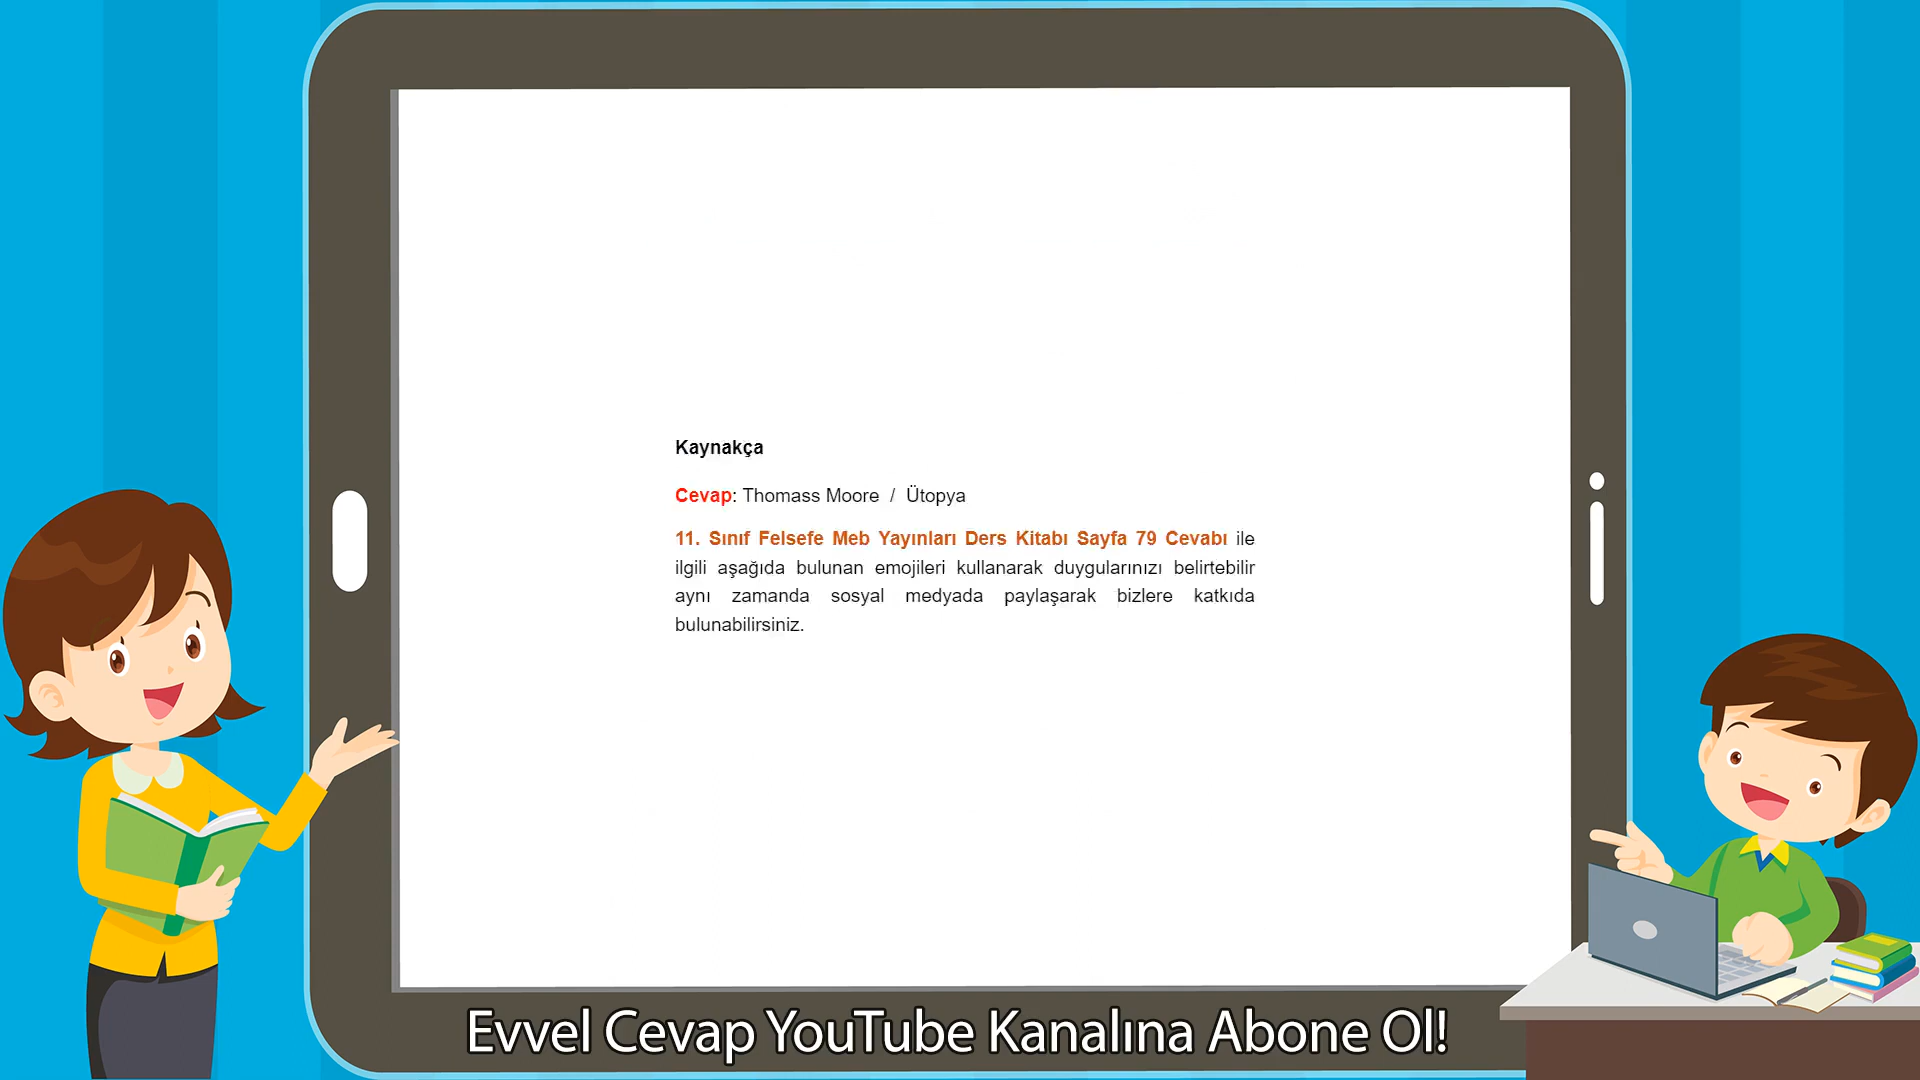 Kaynakça
Cevap: Thomass Moore / Ütopya
11. Sınıf Felsefe Meb Yayınları Ders Kitabı Sayfa 79 Cevabı ile
ilgili aşağıda bulunan emojileri kullanarak duygularınızı belirtebilir
aynı zamanda sosyal medyada paylaşarak bizlere katkıda
bulunabilirsiniz.
Evvel Cevap YouTube Kanalına Abone Ol!